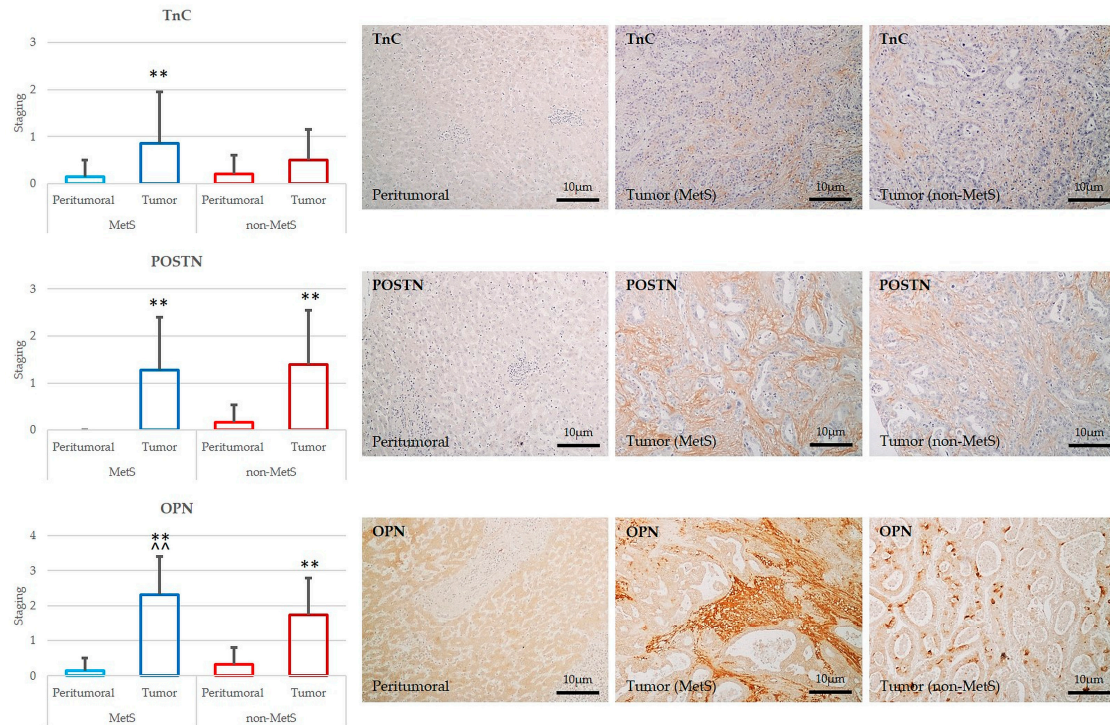 TnC
3
2
1
0
Staging
**
Peritumoral Tumor Peritumoral Tumor
MetS non-MetS
TnC
Peritumoral
10μm
TnC
Tumor (MetS)
10μm
TnC
Tumor (non-MetS)
10μm
POSTN
3
2
1
0
Staging
** **
Peritumoral Tumor Peritumoral Tumor
MetS non-MetS
POSTN
Peritumoral
10μm
POSTN
Tumor (MetS)
10μm
POSTN
Tumor (non-MetS)
10μm
OPN
4
3
2
1
0
Staging
**
^^
**
Peritumoral Tumor Peritumoral Tumor
MetS non-MetS
OPN
Peritumoral
10μm
OPN
Tumor (MetS)
10μm
OPN
Tumor (non-MetS)
10μm